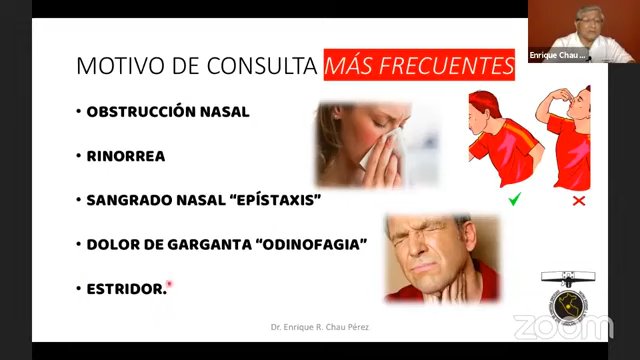 Enrique Chau ...
MOTIVO DE CONSULTA MÁS FRECUENTES
• OBSTRUCCIÓN NASAL
• RINORREA
• SANGRADO NASAL “EPÍSTAXIS”
• DOLOR DE GARGANTA “ODINOFAGIA”
• ESTRIDOR.
Dr. Enrique R. Chau Pérez
zoom